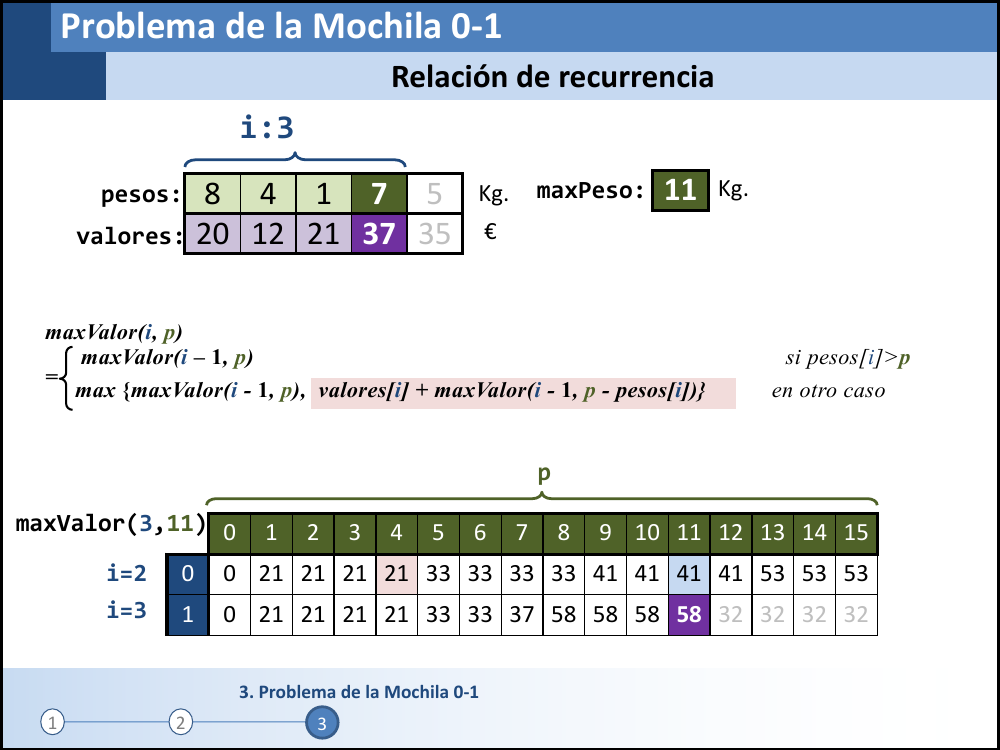 Problema de la Mochila 0-1
Relación de recurrencia
i:3
pesos: 8 4 1 7 5 Kg. maxPeso: 11 Kg.
valores: 20 12 21 37 35 €
maxValor(i, p)
maxValor(i – 1, p) si pesos[i]>p
=
max {maxValor(i - 1, p), valores[i] + maxValor(i - 1, p - pesos[i])} en otro caso
p
maxValor(3,11) 0 1 2 3 4 5 6 7 8 9 10 11 12 13 14 15
i=2 0 0 21 21 21 21 33 33 33 33 41 41 41 41 53 53 53
i=3 1 0 21 21 21 21 33 33 37 58 58 58 58 32 32 32 32
3. Problema de la Mochila 0-1
1 2 3